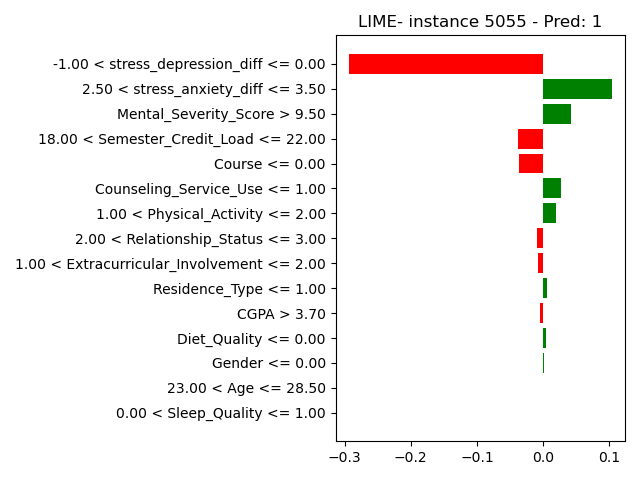 LIME- instance 5055 - Pred: 1
-1.00 < stress_depression_diff <= 0.00
2.50 < stress_anxiety_diff <= 3.50
Mental_Severity_Score > 9.50
18.00 < Semester_Credit_Load <= 22.00
Course <= 0.00
Counseling_Service_Use <= 1.00
1.00 < Physical_Activity <= 2.00
2.00 < Relationship_Status <= 3.00
1.00 < Extracurricular_Involvement <= 2.00
Residence_Type <= 1.00
CGPA > 3.70
Diet_Quality <= 0.00
Gender <= 0.00
23.00 < Age <= 28.50
0.00 < Sleep_Quality <= 1.00
−0.3 −0.2 −0.1 0.0 0.1